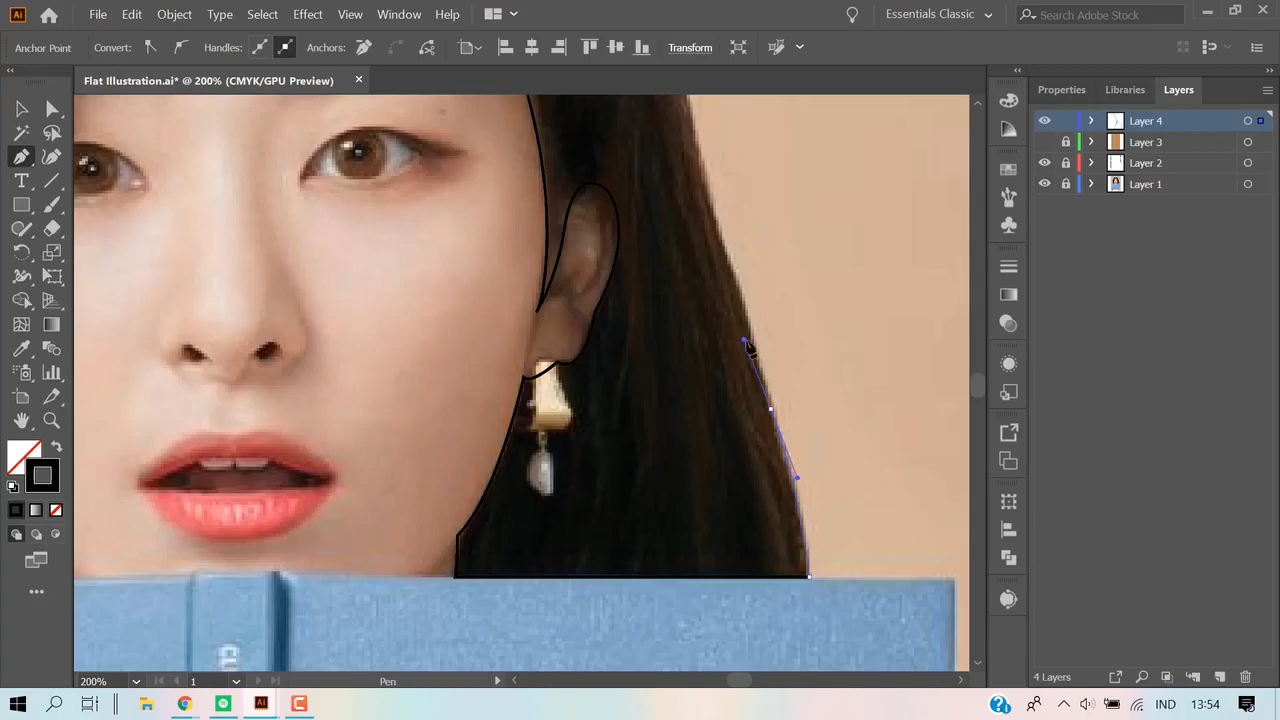 Ai File Edit Object Type Select Effect View Window Help Essentials Classic Search Adobe Stock
Anchor Point Convert: Handles: Anchors: Transform
Flat Illustration.ai* @ 200% (CMYK/GPU Preview)
Properties Libraries Layers
Layer 4
Layer 3
Layer 2
Layer 1
4 Layers
200% 1 Pen
Ai IND 13:54